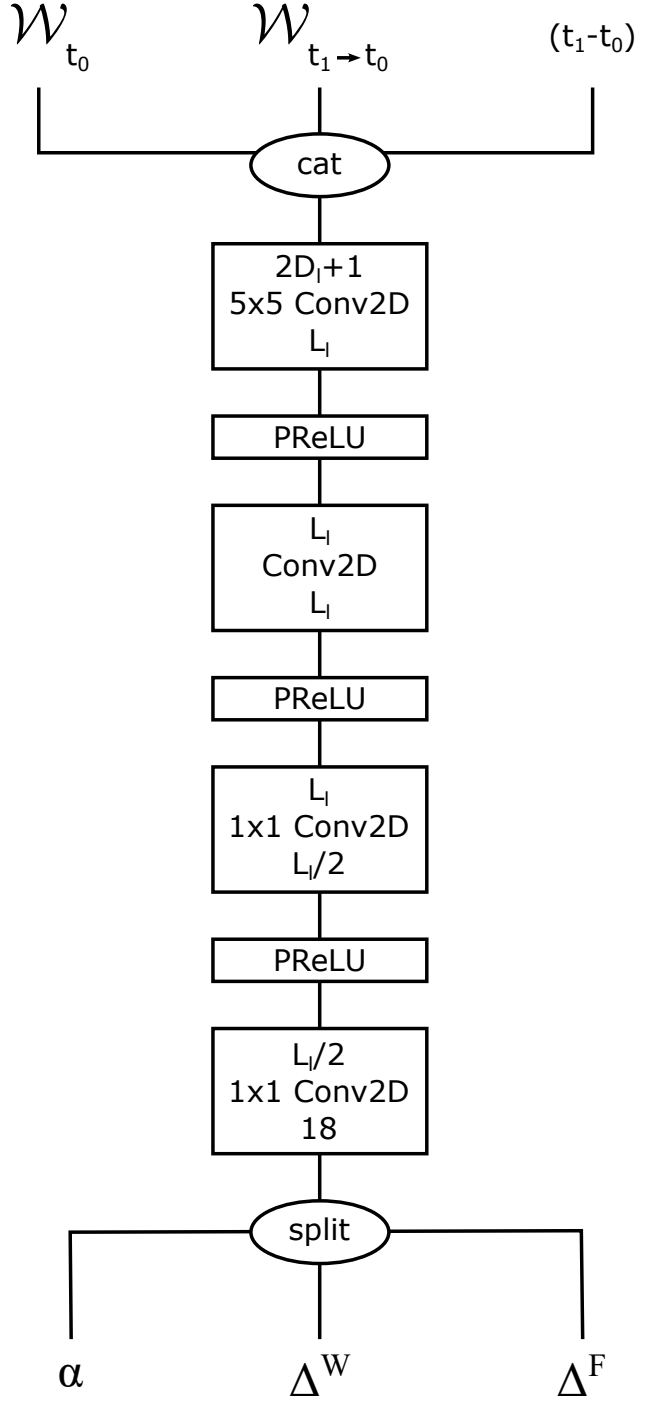 𝒲t₀ 𝒲t₁→t₀ (t₁-t₀)
cat
2Dₗ+1
5x5 Conv2D
Lₗ
PReLU
Lₗ
Conv2D
Lₗ
PReLU
Lₗ
1x1 Conv2D
Lₗ/2
PReLU
Lₗ/2
1x1 Conv2D
18
split
α Δᵂ Δ^F